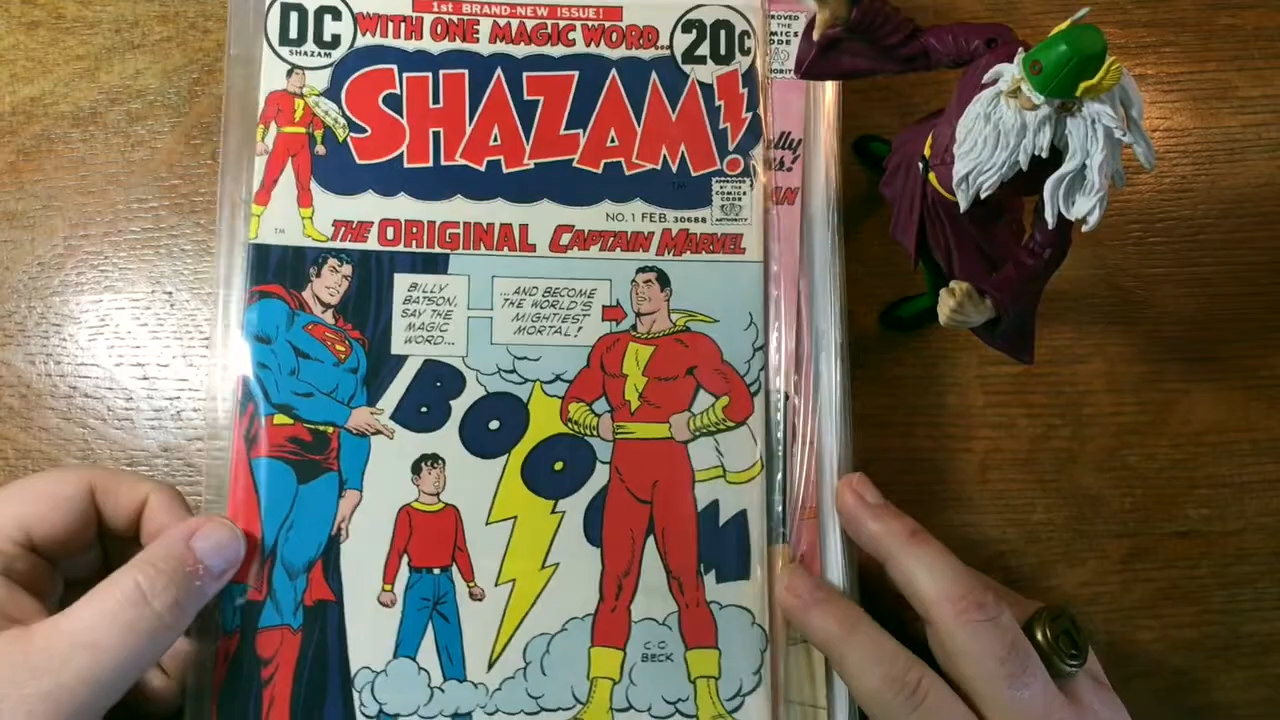 1st BRAND-NEW ISSUE!
DC
SHAZAM
WITH ONE MAGIC WORD...
20¢
SHAZAM!
TM
APPROVED
BY THE
COMICS
CODE
AUTHORITY
NO. 1 FEB. 30688
TM
THE ORIGINAL CAPTAIN MARVEL
BILLY
BATSON,
SAY THE
MAGIC
WORD...
...AND BECOME
THE WORLD'S
MIGHTIEST
MORTAL!
S
BOOOM
C.C.
BECK